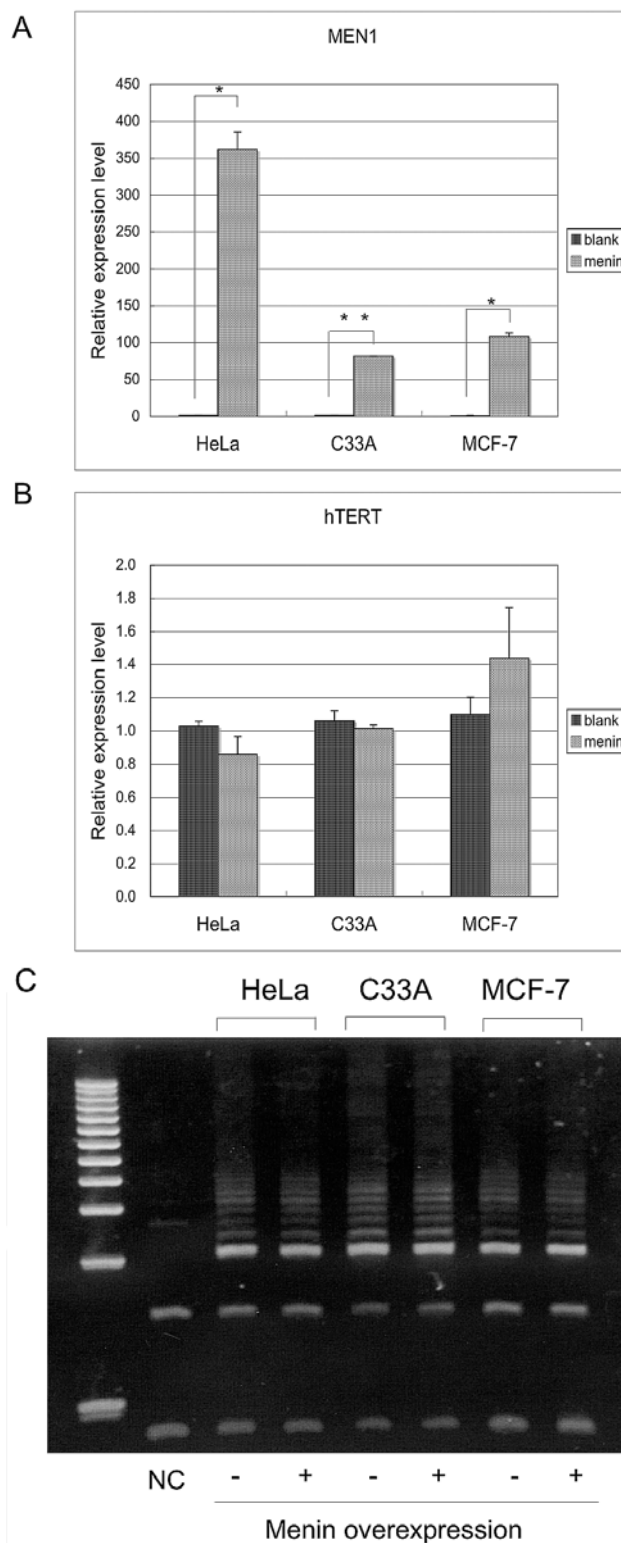 A
MEN1
*
* *
*
450
400
350
300
250
200
150
100
50
0
Relative expression level
HeLa C33A MCF-7
blank
menin
B
hTERT
2.0
1.8
1.6
1.4
1.2
1.0
0.8
0.6
0.4
0.2
0.0
Relative expression level
HeLa C33A MCF-7
blank
menin
C
HeLa C33A MCF-7
NC - + - + - +
Menin overexpression